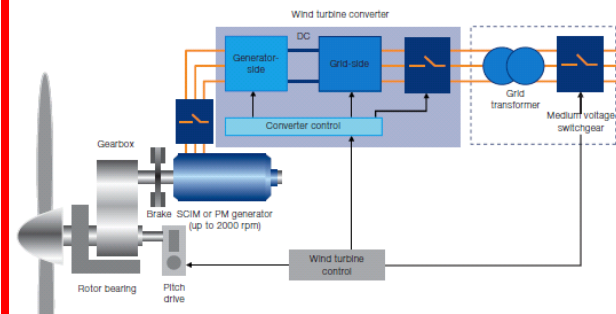 Wind turbine converter
DC
Generator-
side
Grid-side
Grid
transformer
Medium voltage
switchgear
Converter control
Gearbox
Brake
SCIM or PM generator
(up to 2000 rpm)
Rotor bearing
Pitch
drive
Wind turbine
control